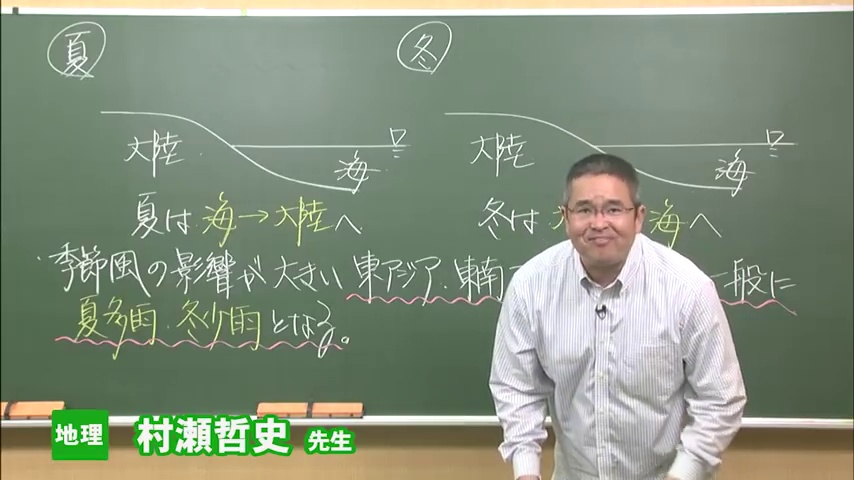 夏
冬
大陸 海
大陸 海
夏は 海→大陸へ
冬は 海へ
季節風の影響が大きい 東アジア・東南 一般に
夏多雨・冬少雨となる。
地理 村瀬哲史 先生